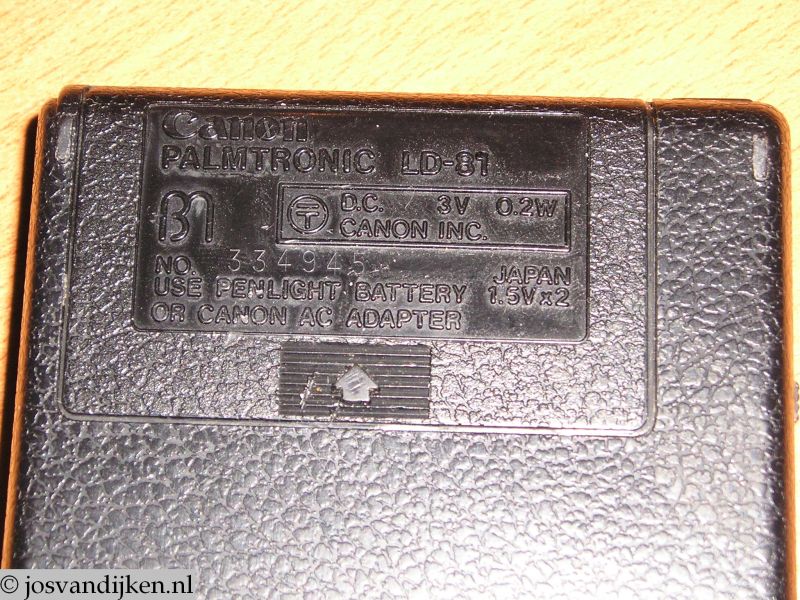 Canon
PALMTRONIC LD-81
D.C. 3V 0.2W
CANON INC.
NO. 334945
JAPAN
USE PENLIGHT BATTERY 1.5V x 2
OR CANON AC ADAPTER
© josvandijken.nl